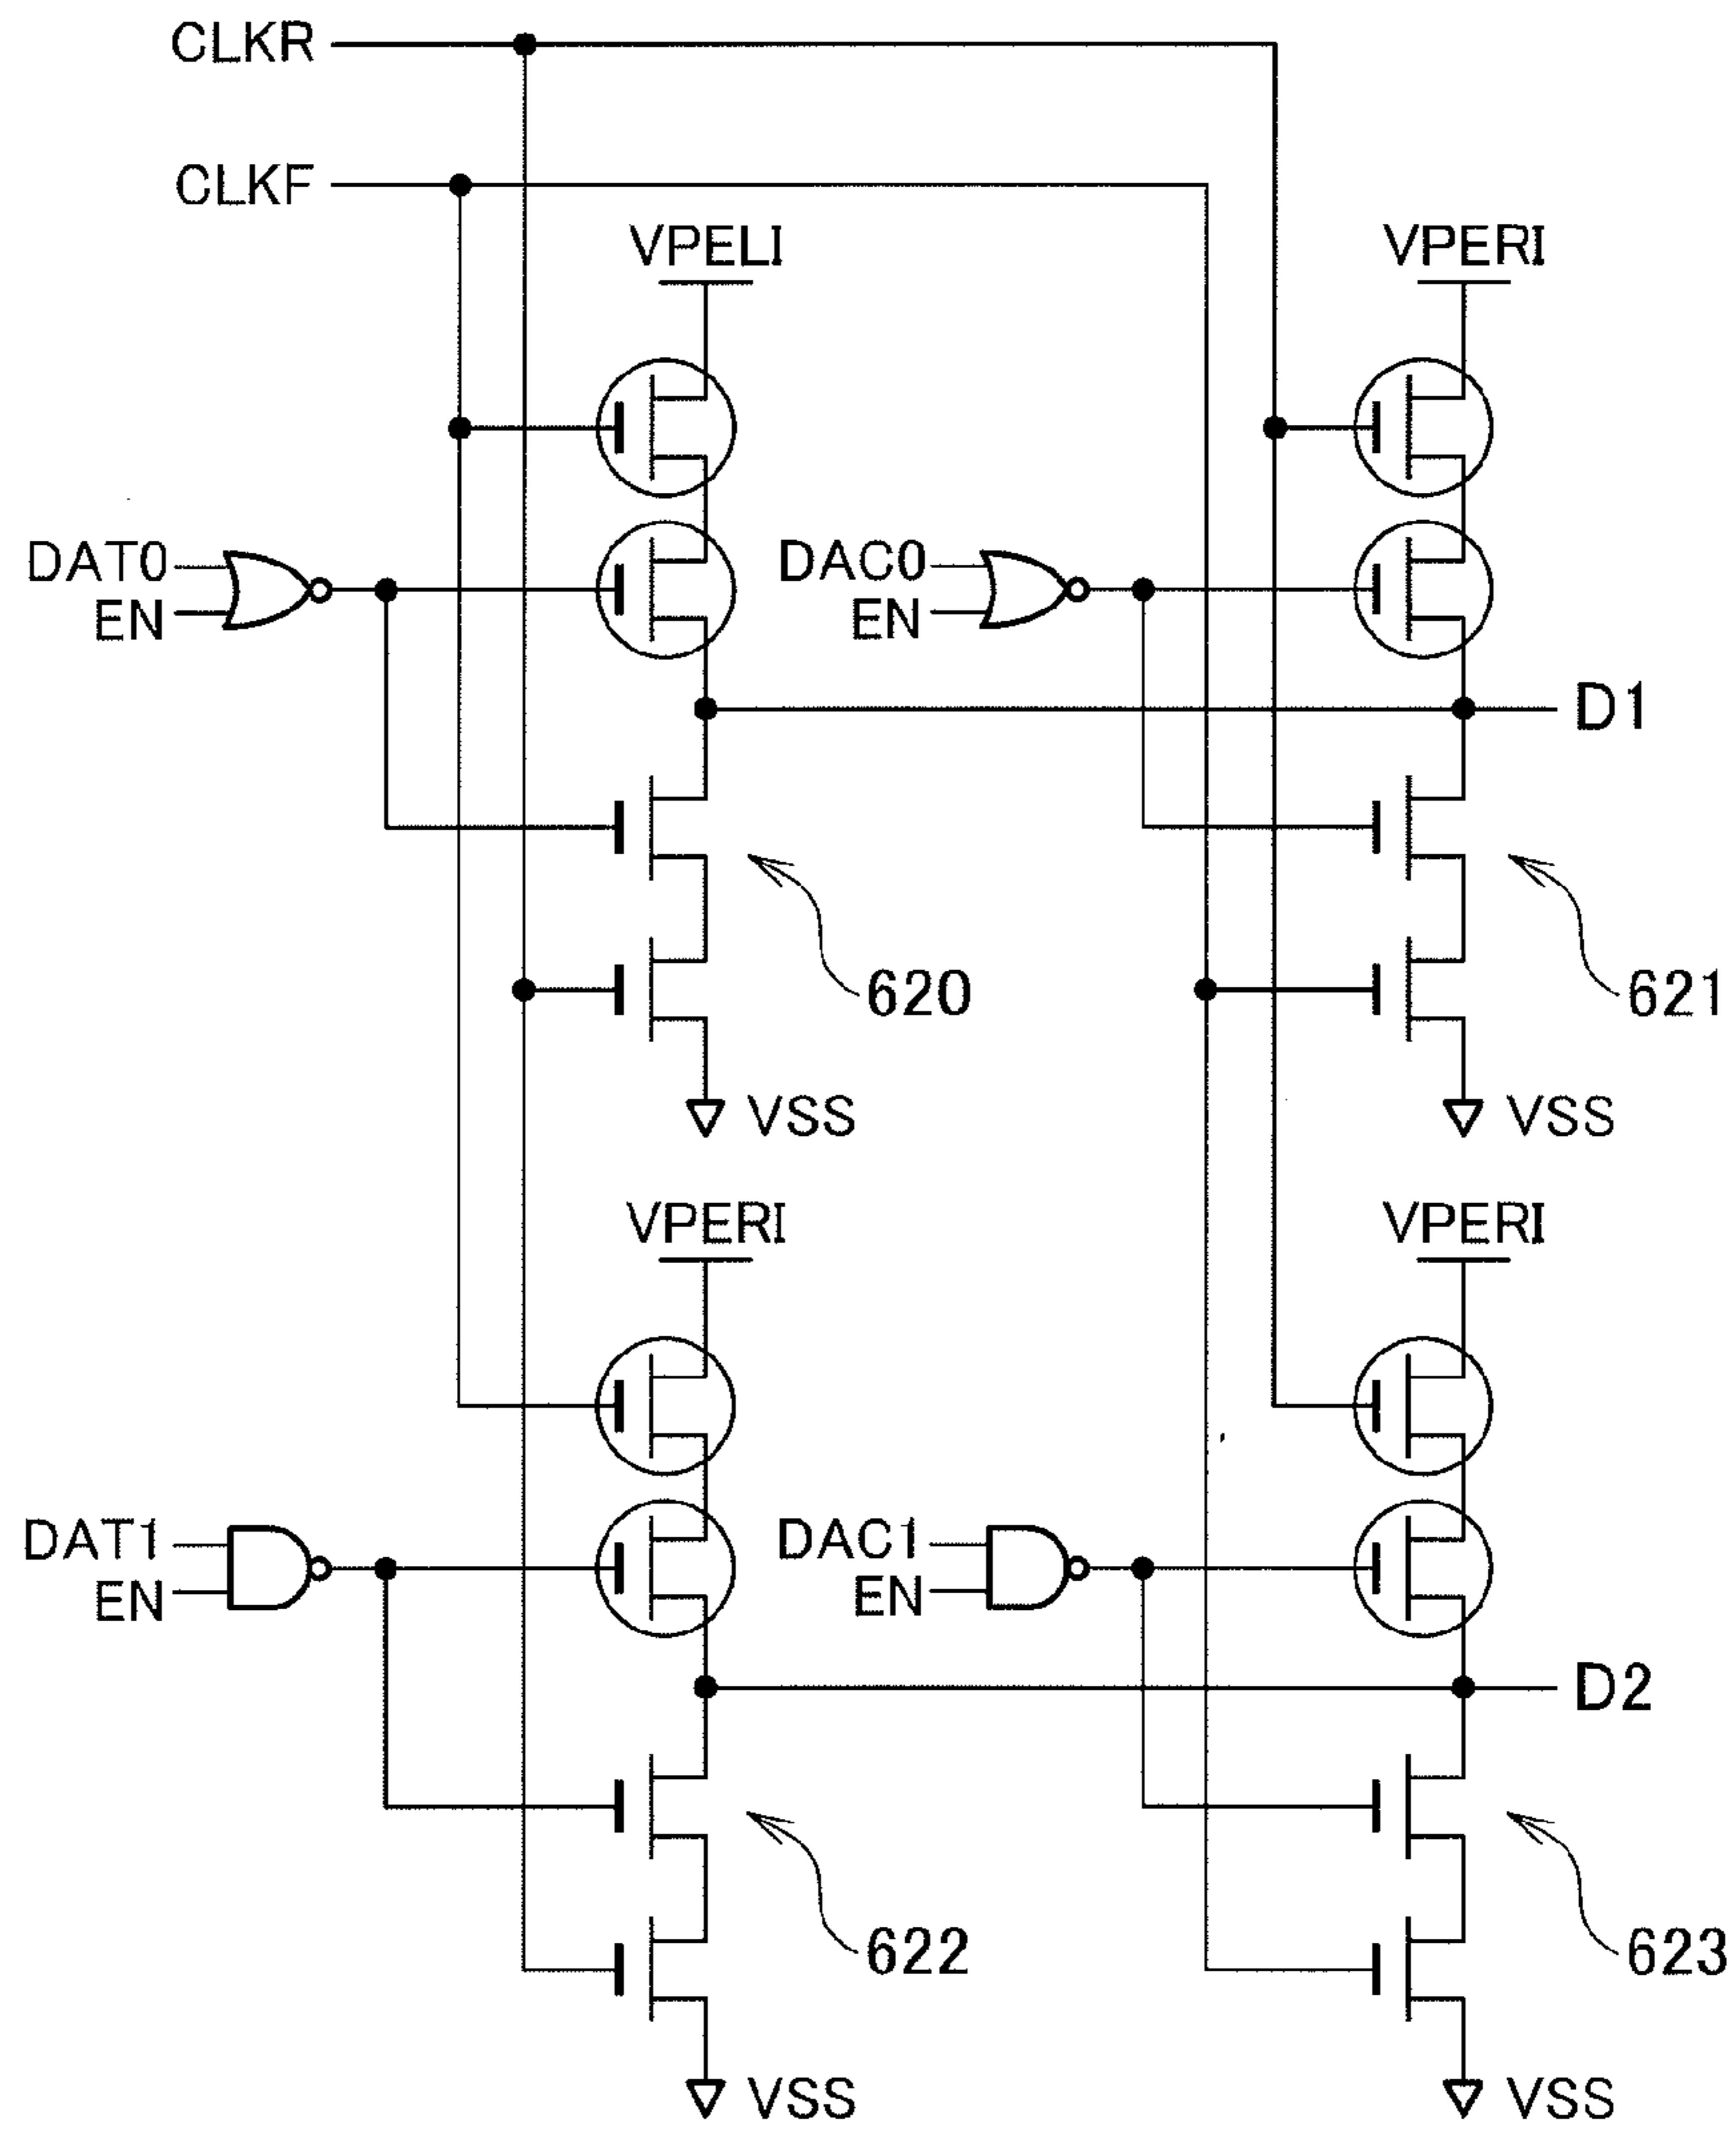 CLKR
CLKF
VPELI
VPERI
DAT0
EN
DAC0
EN
D1
620
621
VSS
VSS
VPERI
VPERI
DAT1
EN
DAC1
EN
D2
622
623
VSS
VSS